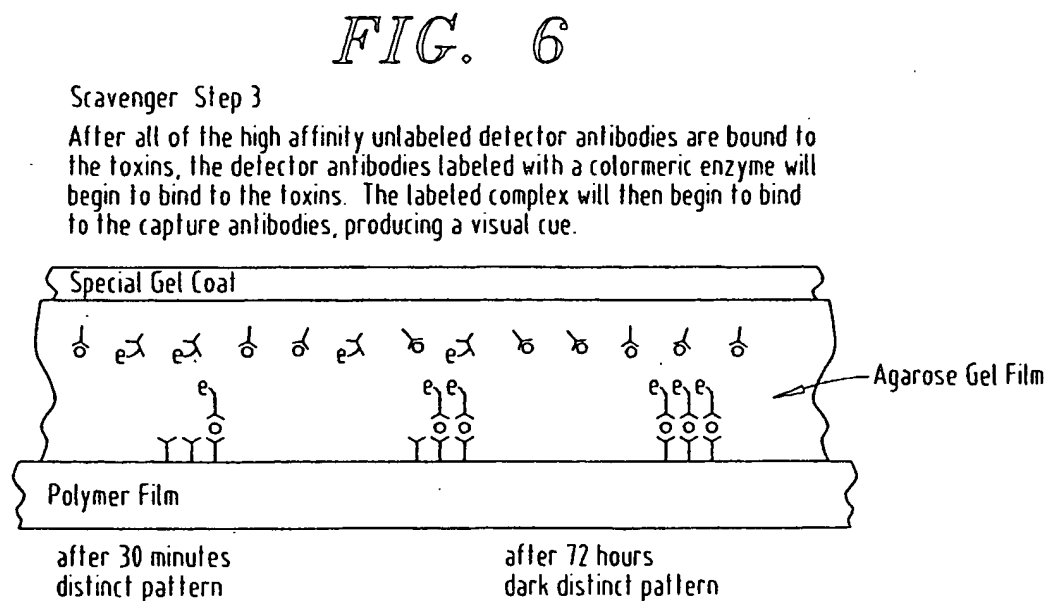 FIG. 6
Scavenger Step 3
After all of the high affinity unlabeled detector antibodies are bound to
the toxins, the detector antibodies labeled with a colormeric enzyme will
begin to bind to the toxins. The labeled complex will then begin to bind
to the capture antibodies, producing a visual cue.
Special Gel Coat
e e e e
e e e e e e
Agarose Gel Film
Polymer Film
after 30 minutes
distinct pattern
after 72 hours
dark distinct pattern